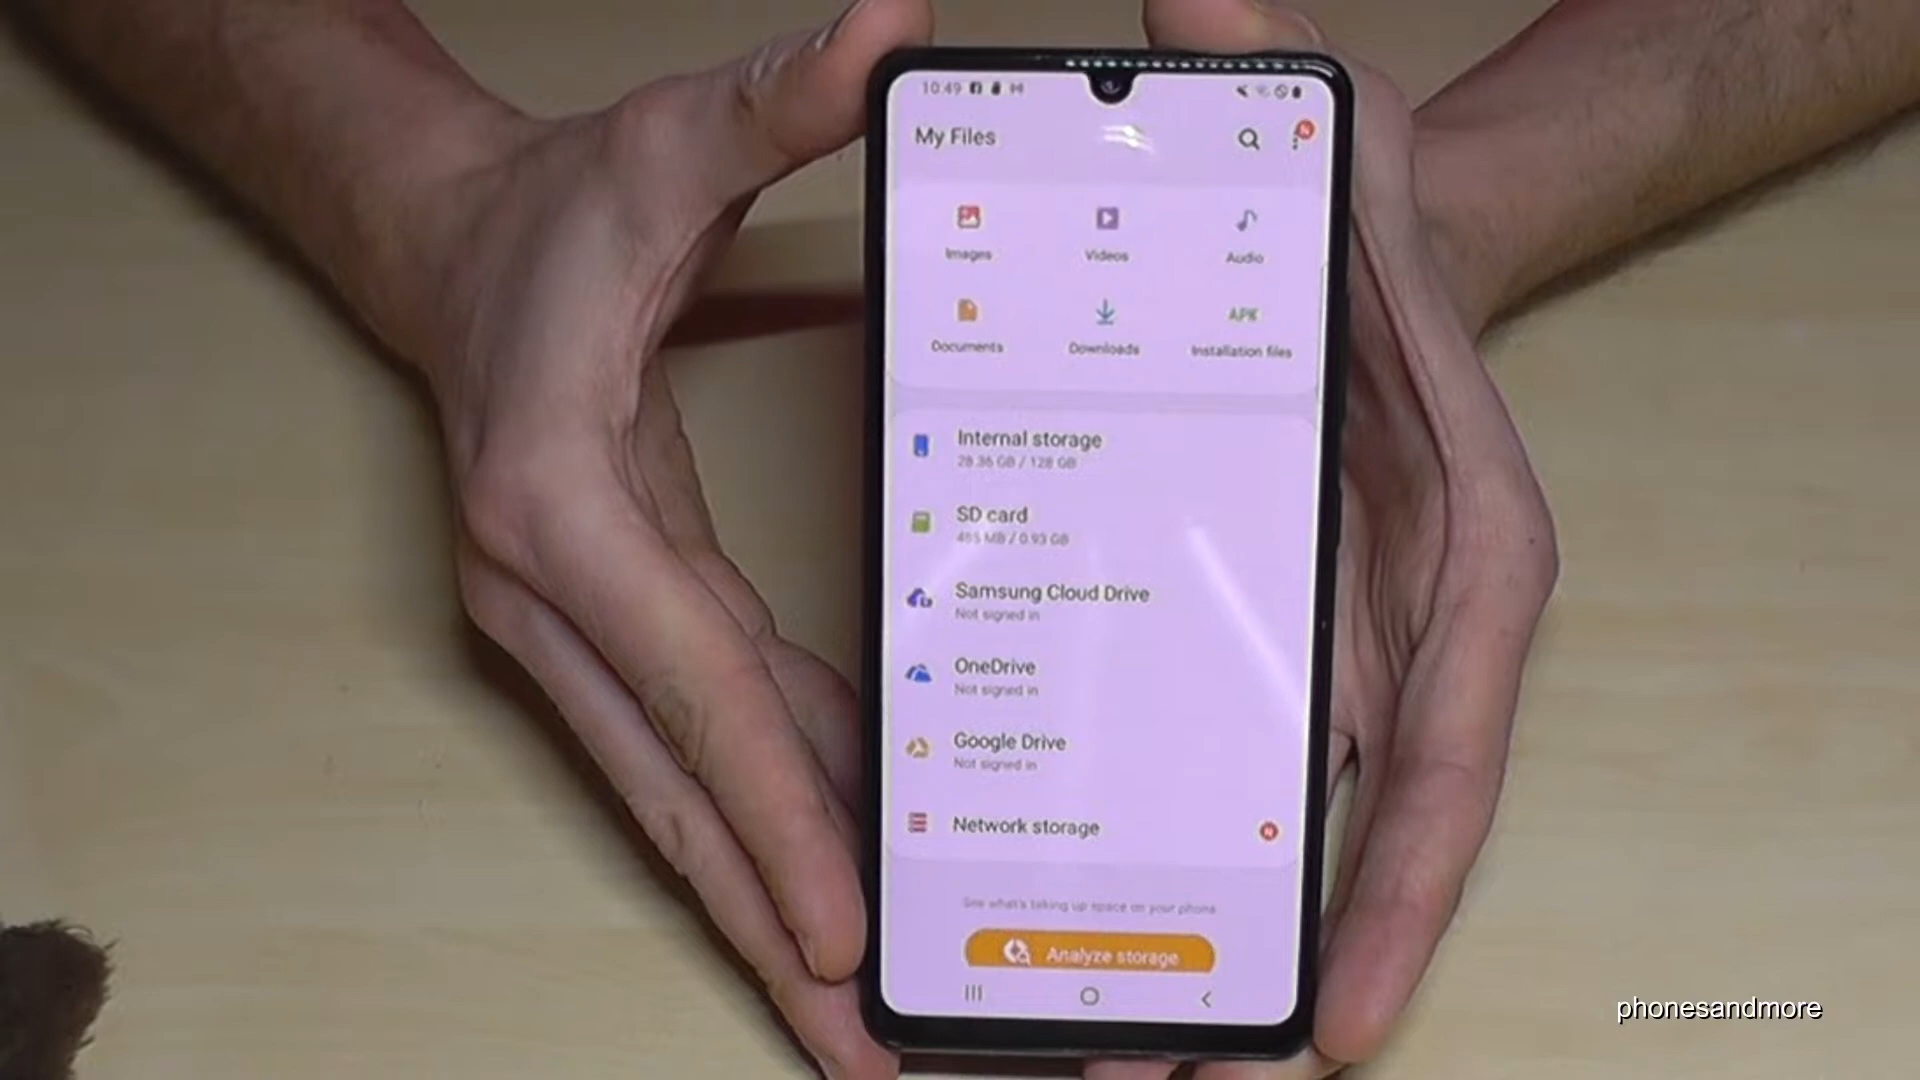 10:49
My Files
Images
Videos
Audio
APK
Documents
Downloads
Installation files
Internal storage
28.36 GB / 128 GB
SD card
MB / 0.93 GB
Samsung Cloud Drive
Not signed in
OneDrive
Not signed in
Google Drive
Not signed in
Network storage
N
See what's taking up space on your phone.
Analyze storage
phonesandmore